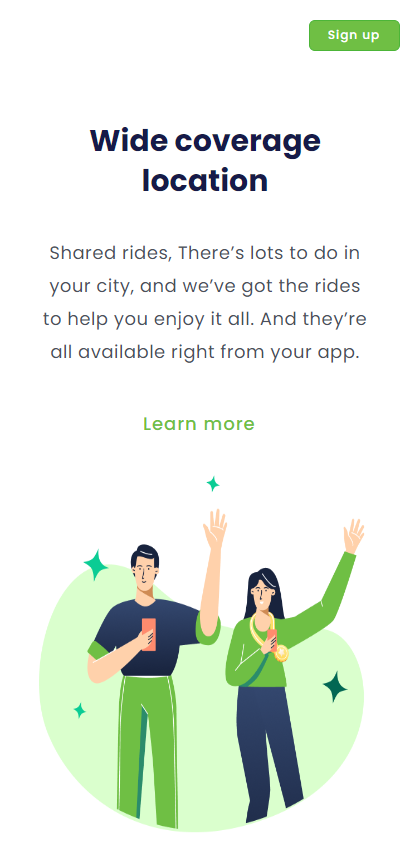 Sign up
Wide coverage
location
Shared rides, There’s lots to do in
your city, and we’ve got the rides
to help you enjoy it all. And they’re
all available right from your app.
Learn more